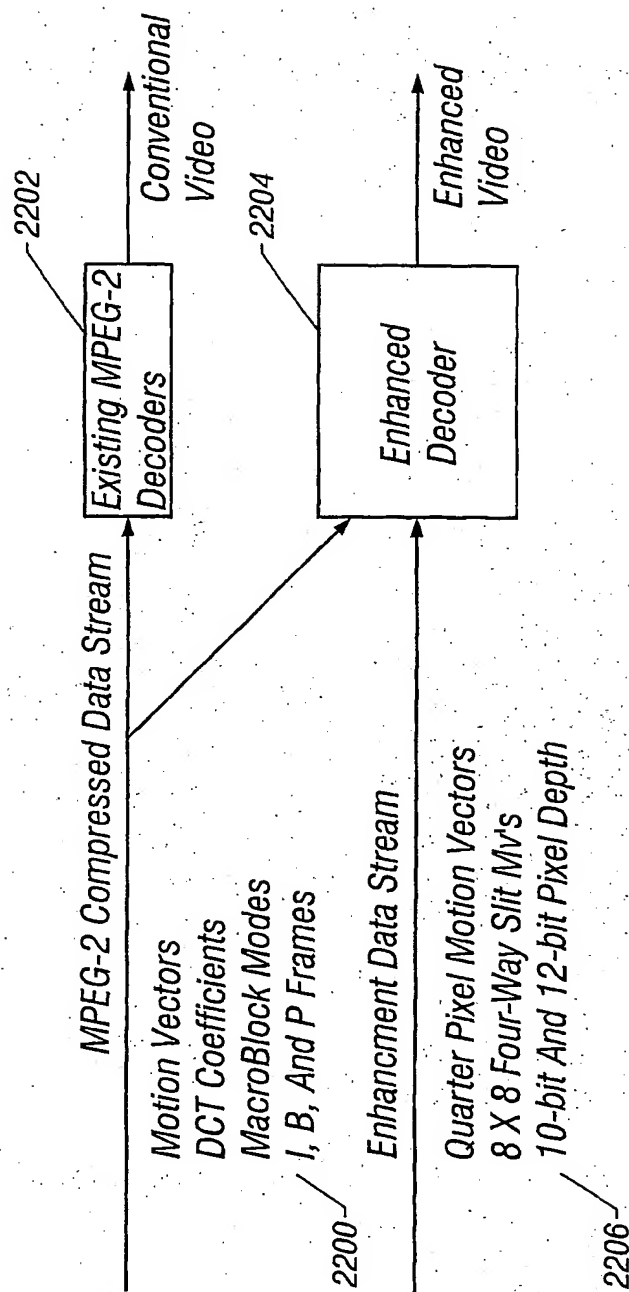 MPEG-2 Compressed Data Stream
Existing MPEG-2
Decoders
2202
Conventional
Video
Motion Vectors
DCT Coefficients
MacroBlock Modes
I, B, And P Frames
2200
Enhancment Data Stream
Enhanced
Decoder
2204
Enhanced
Video
Quarter Pixel Motion Vectors
8 X 8 Four-Way Slit Mv's
10-bit And 12-bit Pixel Depth
2206